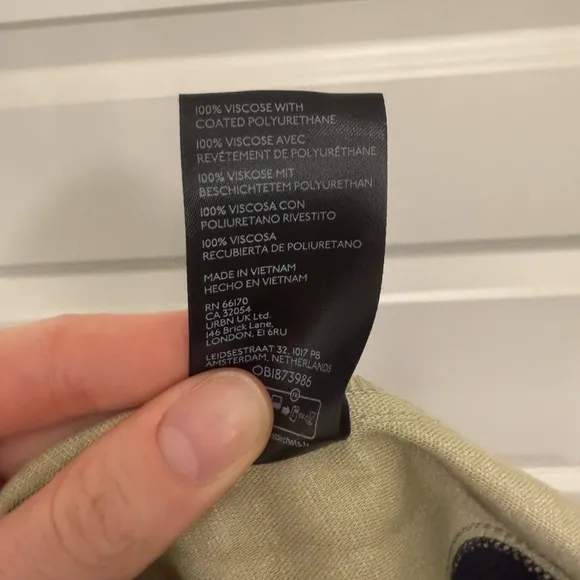 100% VISCOSE WITH
COATED POLYURETHANE
100% VISCOSE AVEC
REVÊTEMENT DE POLYURÉTHANE
100% VISKOSE MIT
BESCHICHTETEM POLYURETHAN
100% VISCOSA CON
POLIURETANO RIVESTITO
100% VISCOSA
RECUBIERTA DE POLIURETANO
MADE IN VIETNAM
HECHO EN VIETNAM
RN 66170
CA 32054
URBN UK Ltd.
146 Brick Lane,
LONDON, E1 6RU
LEIDSESTRAAT 32, 1017 PB
AMSTERDAM, NETHERLANDS
OB1873986
FR